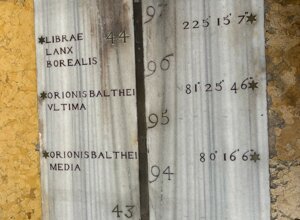 97
225°15'7"
LIBRAE 44
LANX
BOREALIS
96
81°25'46"
ORIONIS BALTHEI
VLTIMA
95
80°16'6"
ORIONIS BALTHEI
MEDIA
94
43